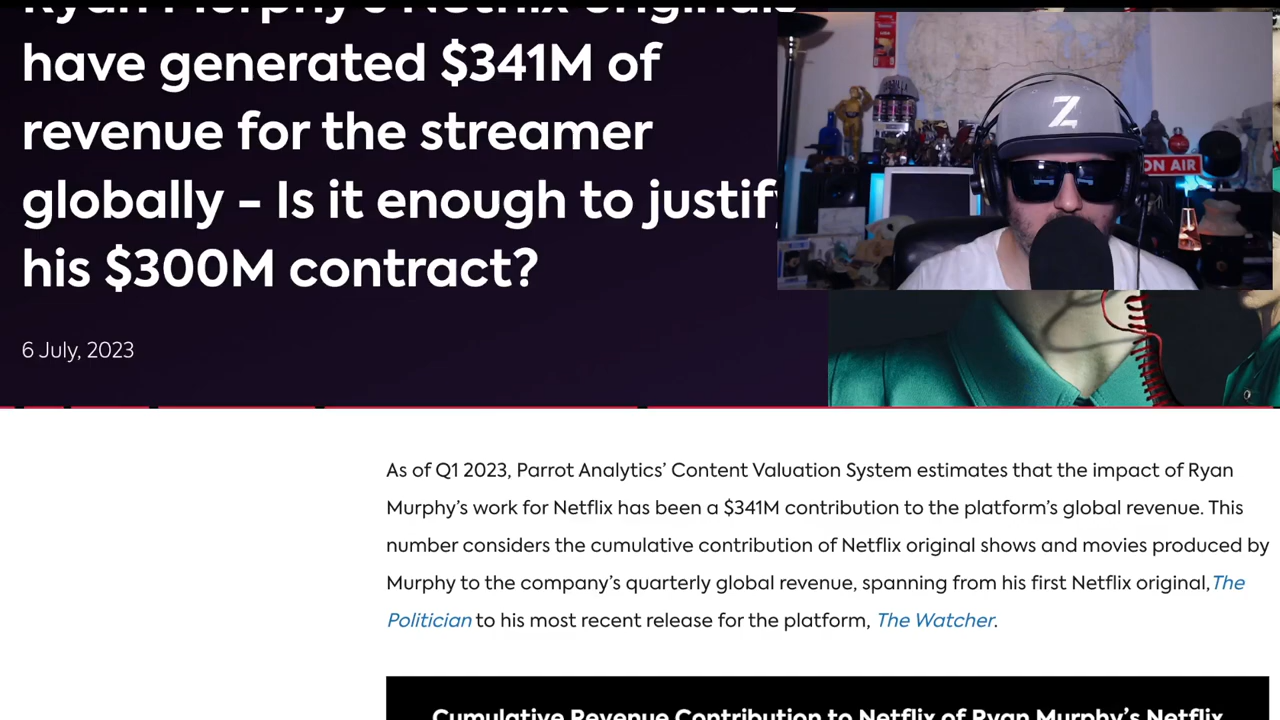 Ryan Murphy's Netflix originals
have generated $341M of
revenue for the streamer
globally - Is it enough to justify
his $300M contract?
Z
ON AIR
6 July, 2023
As of Q1 2023, Parrot Analytics' Content Valuation System estimates that the impact of Ryan
Murphy's work for Netflix has been a $341M contribution to the platform's global revenue. This
number considers the cumulative contribution of Netflix original shows and movies produced by
Murphy to the company's quarterly global revenue, spanning from his first Netflix original, The
Politician to his most recent release for the platform, The Watcher.
Cumulative Revenue Contribution to Netflix of Ryan Murphy's Netflix